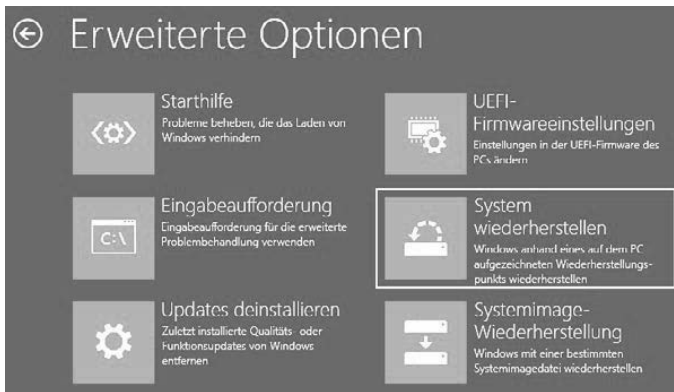 Erweiterte Optionen
Starthilfe
Probleme beheben, die das Laden von
Windows verhindern
UEFI-
Firmwareeinstellungen
Einstellungen in der UEFI-Firmware des
PCs ändern
C:\
Eingabeaufforderung
Eingabeaufforderung für die erweiterte
Problembehandlung verwenden
System
wiederherstellen
Windows anhand eines auf dem PC
aufgezeichneten Wiederherstellungs-
punkts wiederherstellen
Updates deinstallieren
Zuletzt installierte Qualitäts- oder
Funktionsupdates von Windows
entfernen
Systemimage-
Wiederherstellung
Windows mit einer bestimmten
Systemimagedatei wiederherstellen